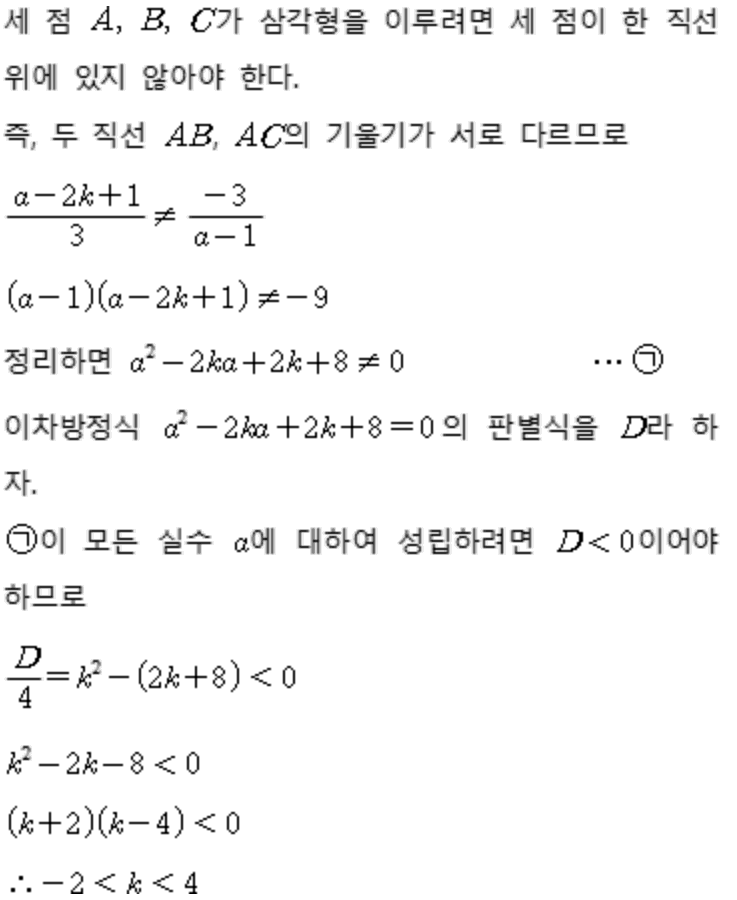 세 점 A, B, C가 삼각형을 이루려면 세 점이 한 직선
위에 있지 않아야 한다.
즉, 두 직선 AB, AC의 기울기가 서로 다르므로
\frac{a-2k+1}{3} ≠ \frac{-3}{a-1}
(a-1)(a-2k+1)≠-9
정리하면 a²-2ka+2k+8≠0 … ㉠
이차방정식 a²-2ka+2k+8=0의 판별식을 D라 하
자.
㉠이 모든 실수 a에 대하여 성립하려면 D<0이어야
하므로
\frac{D}{4}=k²-(2k+8)<0
k²-2k-8<0
(k+2)(k-4)<0
∴ -2<k<4